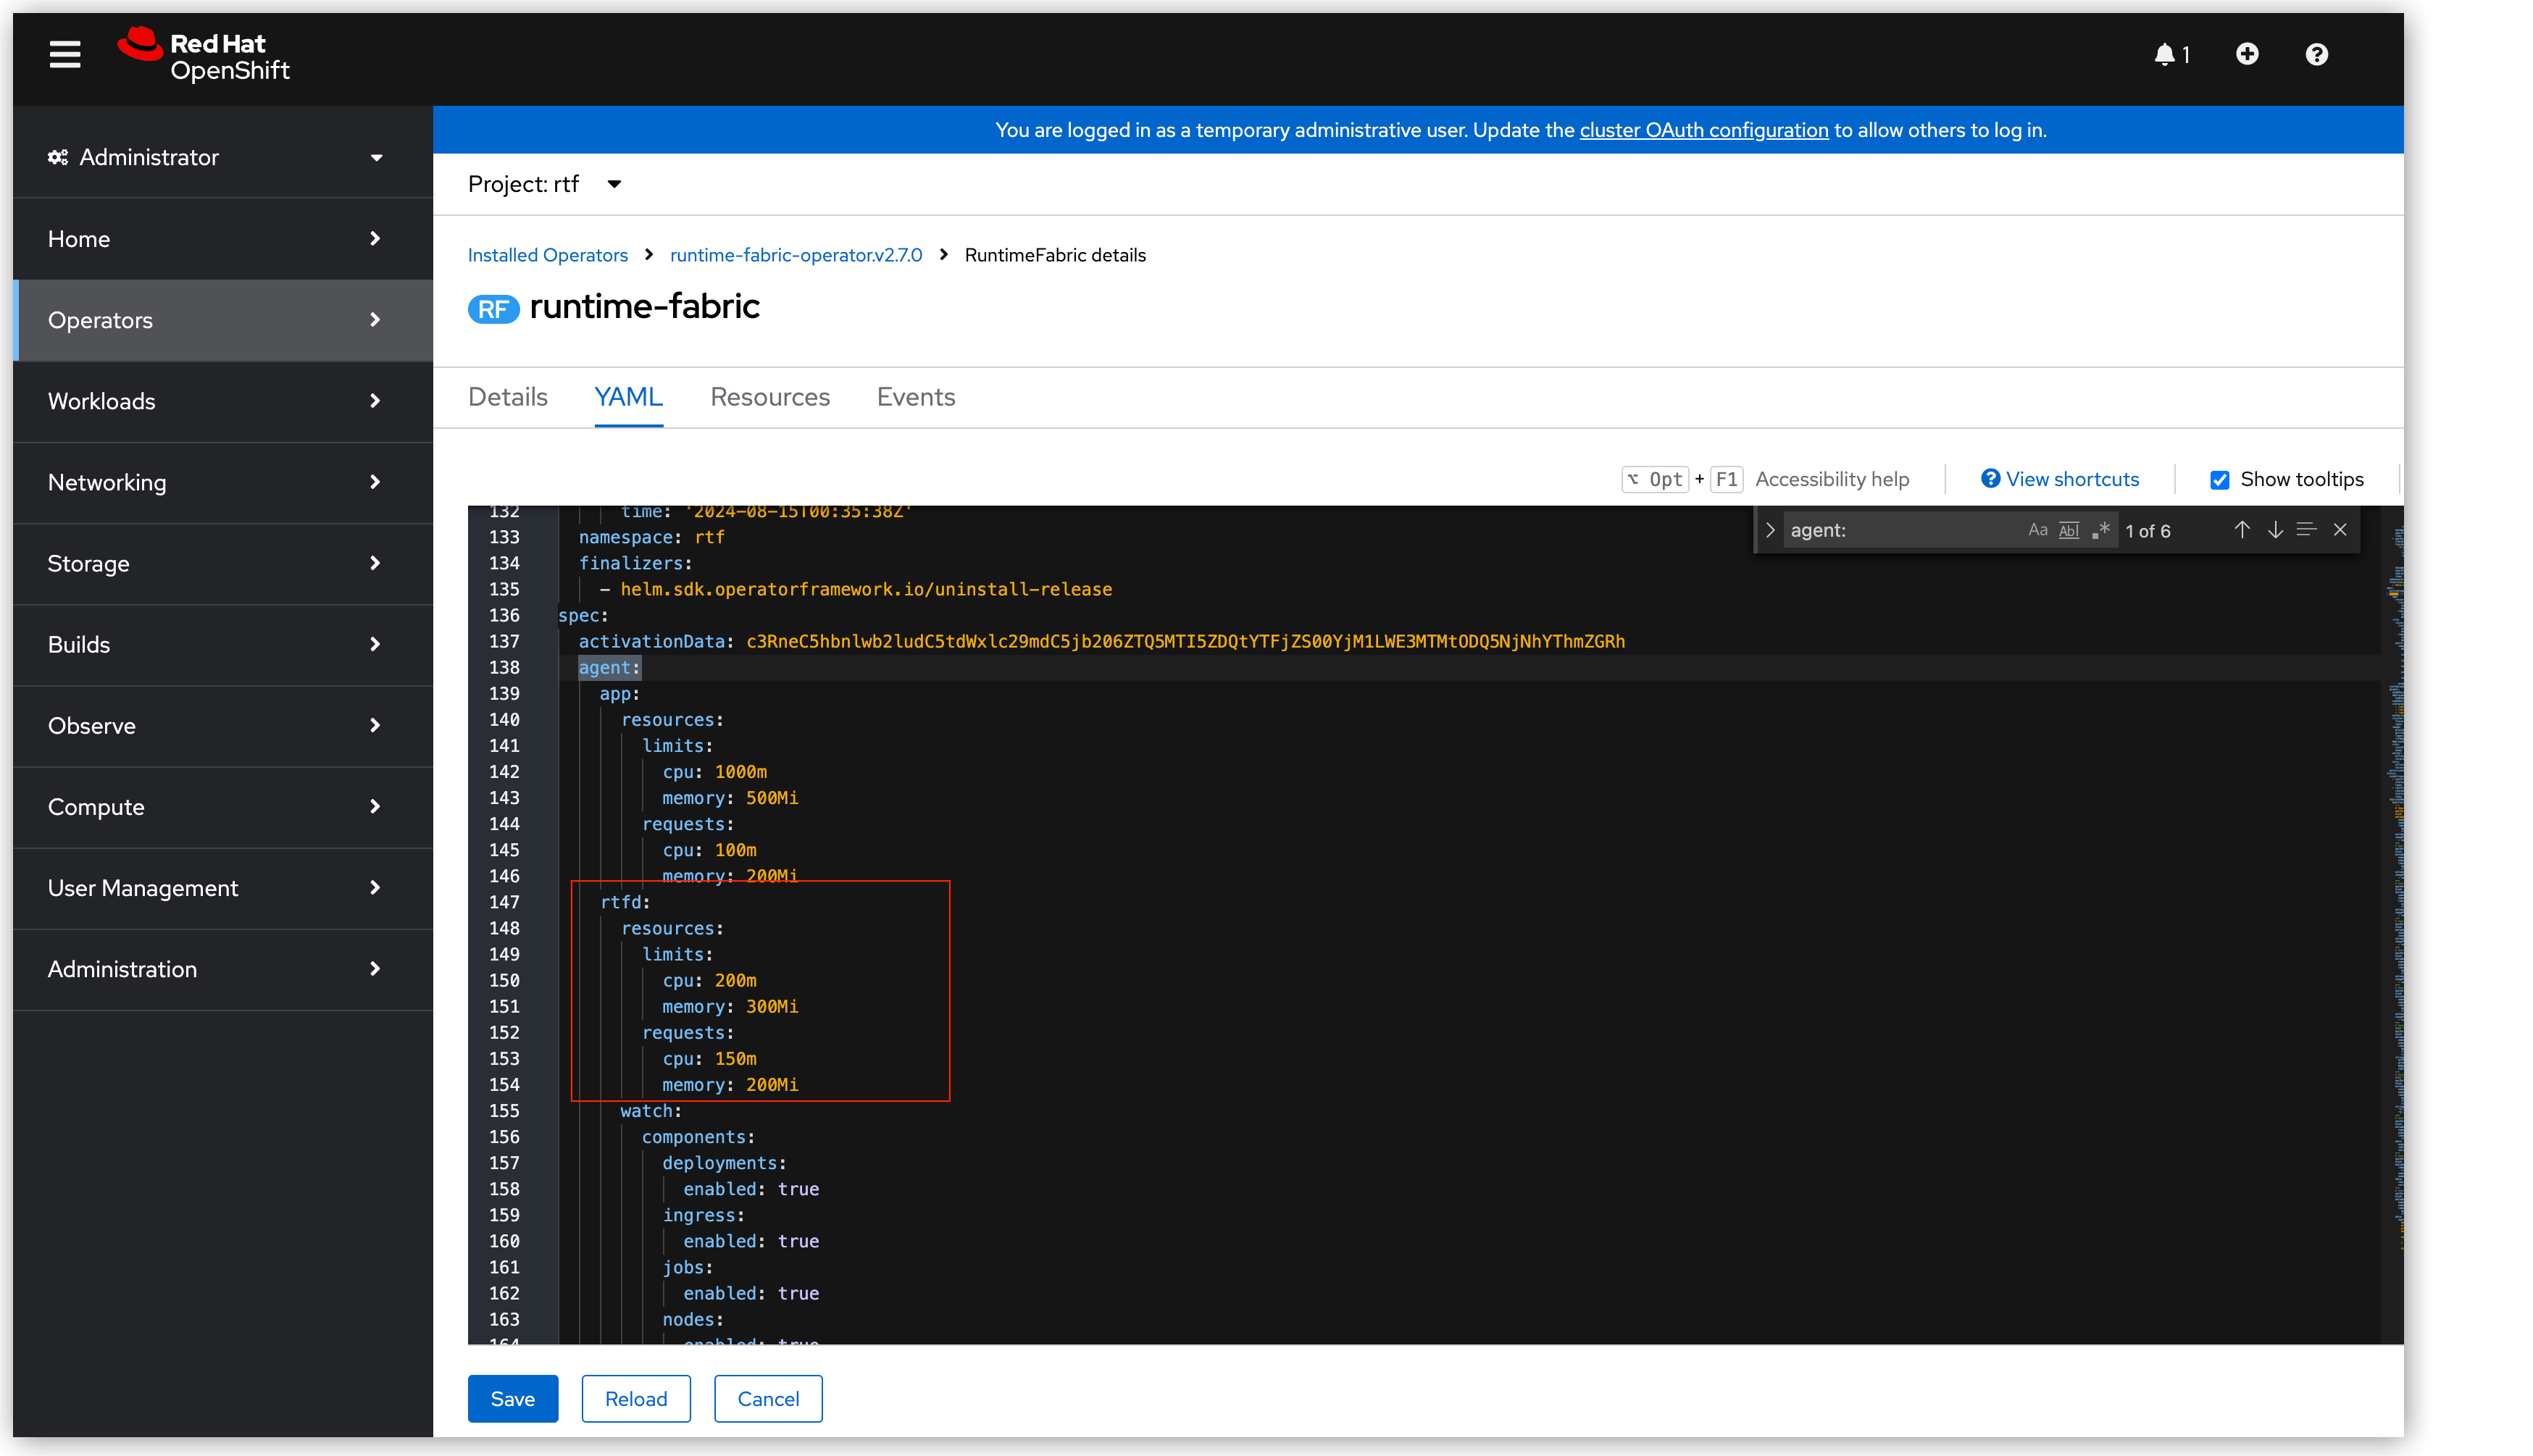 Red Hat
OpenShift
1
You are logged in as a temporary administrative user. Update the cluster OAuth configuration to allow others to log in.
Administrator
Home
Operators
Workloads
Networking
Storage
Builds
Observe
Compute
User Management
Administration
Project: rtf
Installed Operators > runtime-fabric-operator.v2.7.0 > RuntimeFabric details
RF runtime-fabric
Details YAML Resources Events
⌥ Opt + F1 Accessibility help View shortcuts Show tooltips
agent: Aa Abl .* 1 of 6
132 time: '2024-08-15T00:35:38Z'
133 namespace: rtf
134 finalizers:
135 - helm.sdk.operatorframework.io/uninstall-release
136 spec:
137 activationData: c3RneC5hbnlwb2ludC5tdWxlc29mdC5jb206ZTQ5MTI5ZDQtYTFjZS00YjM1LWE3MTMtODQ5NjNhYThmZGRh
138 agent:
139 app:
140 resources:
141 limits:
142 cpu: 1000m
143 memory: 500Mi
144 requests:
145 cpu: 100m
146 memory: 200Mi
147 rtfd:
148 resources:
149 limits:
150 cpu: 200m
151 memory: 300Mi
152 requests:
153 cpu: 150m
154 memory: 200Mi
155 watch:
156 components:
157 deployments:
158 enabled: true
159 ingress:
160 enabled: true
161 jobs:
162 enabled: true
163 nodes:
164 enabled: true
Save Reload Cancel